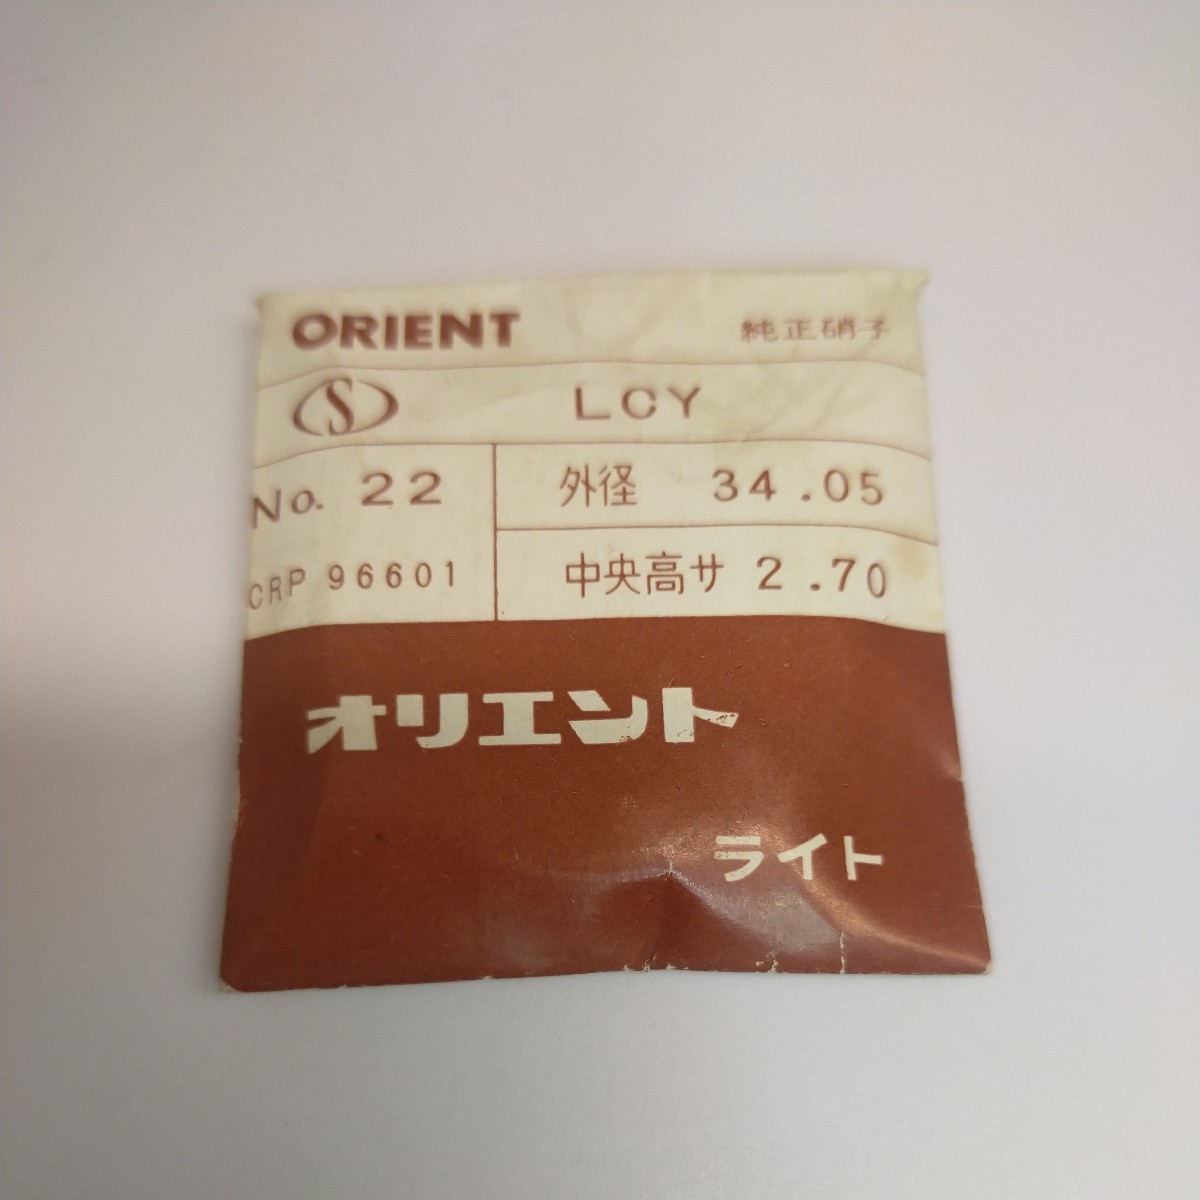 ORIENT 純正硝子
S LCY
No. 22 外径 34.05
CRP 96601 中央高サ 2.70
オリエント
ライト